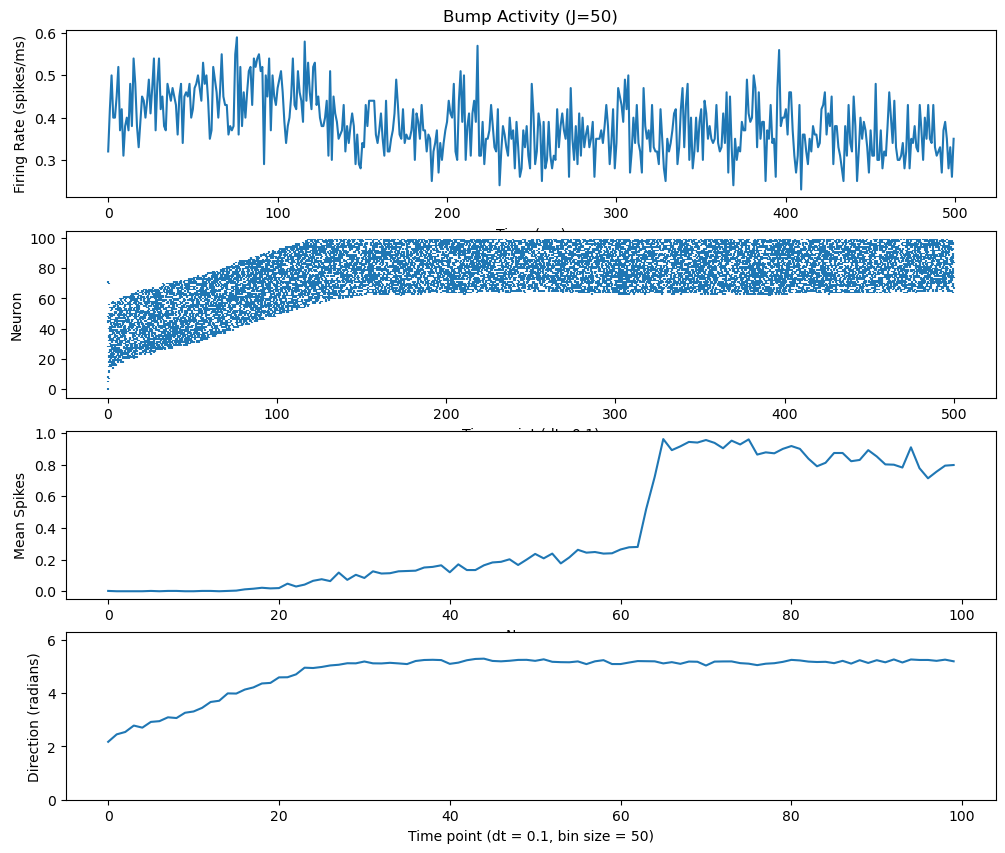 Bump Activity (J=50)
Firing Rate (spikes/ms)
0.6
0.5
0.4
0.3
0 100 200 300 400 500
Neuron
100
80
60
40
20
0
0 100 200 300 400 500
Mean Spikes
1.0
0.8
0.6
0.4
0.2
0.0
0 20 40 60 80 100
Direction (radians)
6
4
2
0
0 20 40 60 80 100
Time point (dt = 0.1, bin size = 50)